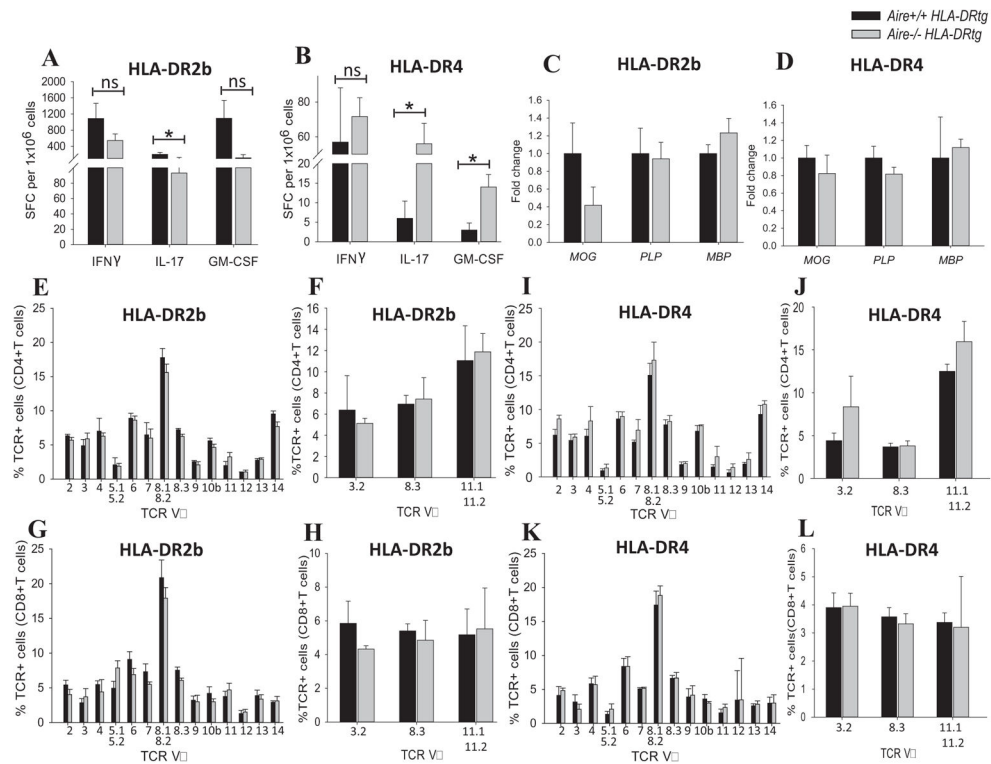 Aire+/+ HLA-DRtg
Aire-/- HLA-DRtg
A
HLA-DR2b
SFC per 1x10⁶ cells
1300
1000
800
600
400
200
80
60
40
20
0
ns
*
ns
IFNγ
IL-17
GM-CSF
B
HLA-DR4
SFC per 1x10⁶ cells
80
60
20
15
10
5
0
ns
*
*
IFNγ
IL-17
GM-CSF
C
HLA-DR2b
Fold change
1.6
1.4
1.2
1.0
0.8
0.6
0.4
0.2
0.0
MOG
PLP
MBP
D
HLA-DR4
Fold change
1.6
1.4
1.2
1.0
0.8
0.6
0.4
0.2
0.0
MOG
PLP
MBP
E
HLA-DR2b
% TCR+ cells (CD4+T cells)
25
20
15
10
5
0
2 3 4 5.1 6 7 8.1 8.3 9 10b 11 12 13 14
5.2 8.2
TCR V□
F
HLA-DR2b
%TCR+ cells (CD4+T cells)
16
14
12
10
8
6
4
2
0
3.2 8.3 11.1
11.2
TCR V□
I
HLA-DR4
% TCR+ cells (CD4+T cells)
25
20
15
10
5
0
2 3 4 5.1 6 7 8.1 8.3 9 10b 11 12 13 14
5.2 8.2
TCR V□
J
HLA-DR4
% TCR+ cells (CD4+T cells)
20
15
10
5
0
3.2 8.3 11.1
11.2
TCR V□
G
HLA-DR2b
% TCR+ cells (CD8+T cells)
25
20
15
10
5
0
2 3 4 5.1 6 7 8.1 8.3 9 10b 11 12 13 14
5.2 8.2
TCR V□
H
HLA-DR2b
% TCR+ cells (CD8+T cells)
10
8
6
4
2
0
3.2 8.3 11.1
11.2
TCR V□
K
HLA-DR4
% TCR+ cells (CD8+T cells)
25
20
15
10
5
0
2 3 4 5.1 6 7 8.1 8.3 9 10b 11 12 13 14
5.2 8.2
TCR V□
L
HLA-DR4
% TCR+ cells(CD8+T cells)
6
5
4
3
2
1
0
3.2 8.3 11.1
11.2
TCR V□